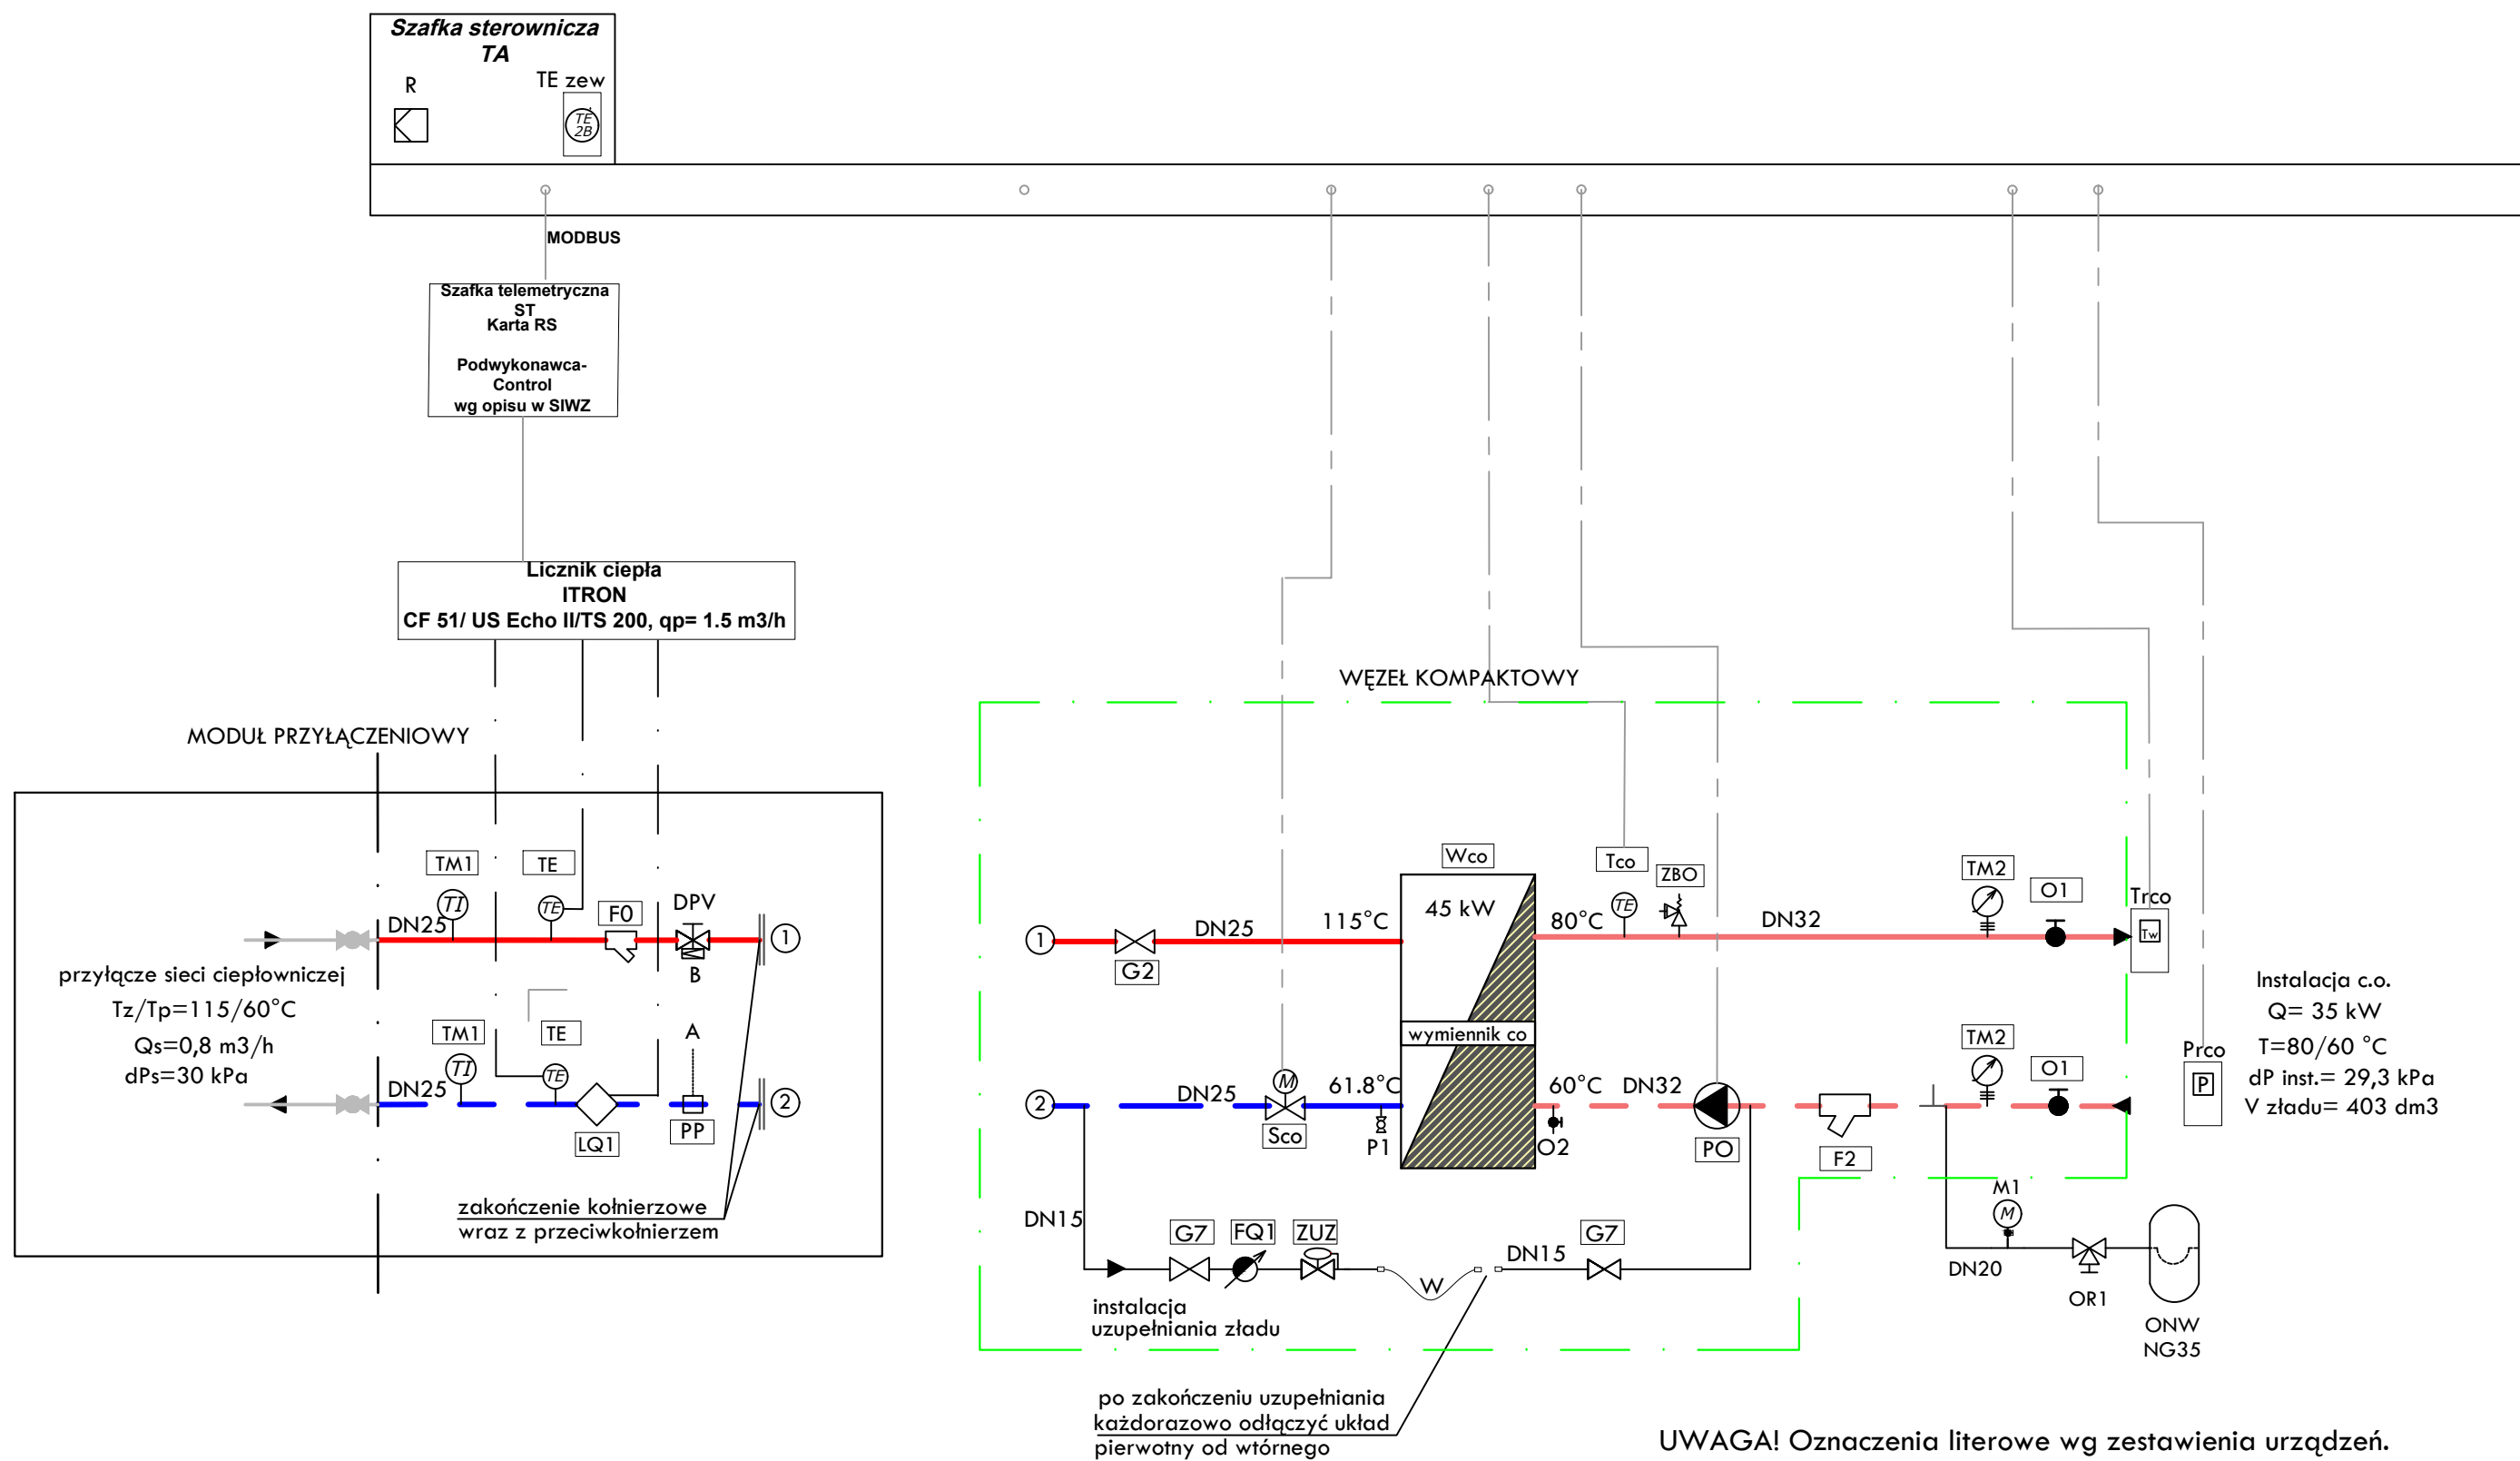 Szafka sterownicza
TA
R
TE zew
TE
2B
MODBUS
Szafka telemetryczna
ST
Karta RS
Podwykonawca-
Control
wg opisu w SIWZ
Licznik ciepła
ITRON
CF 51/ US Echo II/TS 200, qp= 1.5 m3/h
MODUŁ PRZYŁĄCZENIOWY
TM1
TE
TI
TE
F0
DPV
DN25
B
1
przyłącze sieci ciepłowniczej
Tz/Tp=115/60°C
Qs=0,8 m3/h
dPs=30 kPa
TM1
TE
A
TI
TE
DN25
LQ1
PP
2
zakończenie kołnierzowe
wraz z przeciwkołnierzem
WĘZEŁ KOMPAKTOWY
Wco
Tco
ZBO
TM2
O1
Trco
1
G2
DN25
115°C
45 kW
80°C
TE
DN32
Tw
wymiennik co
2
DN25
M
Sco
61.8°C
P1
60°C
O2
DN32
PO
F2
TM2
O1
Prco
P
Instalacja c.o.
Q= 35 kW
T=80/60 °C
dP inst.= 29,3 kPa
V zładu= 403 dm3
DN15
G7
FQ1
ZUZ
W
DN15
G7
instalacja
uzupełniania zładu
M1
M
DN20
OR1
ONW
NG35
po zakończeniu uzupełniania
każdorazowo odłączyć układ
pierwotny od wtórnego
UWAGA! Oznaczenia literowe wg zestawienia urządzeń.